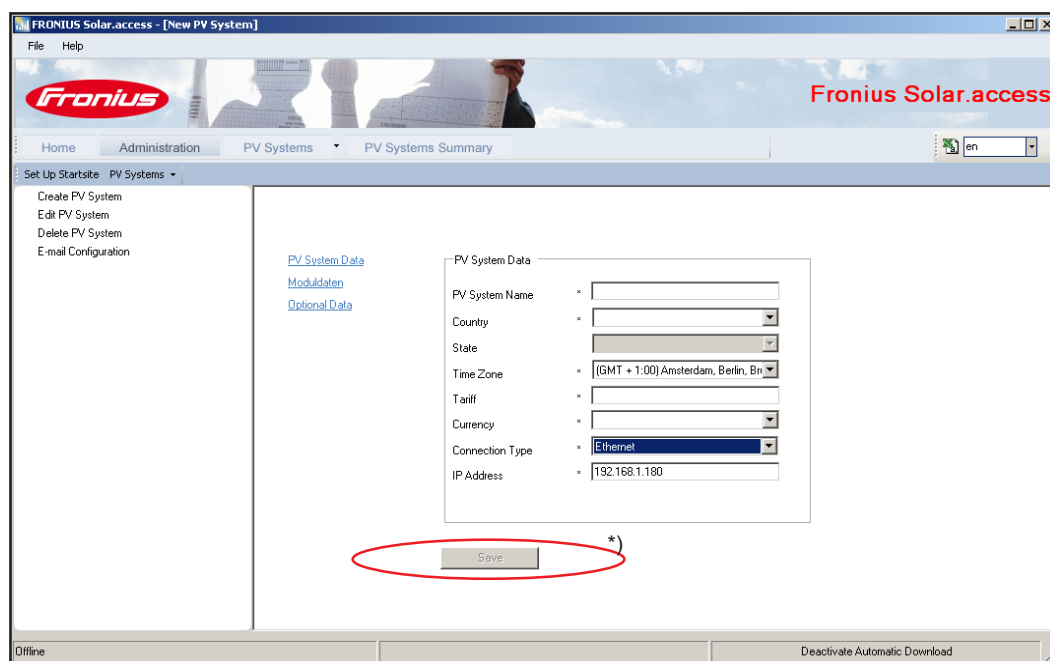 FRONIUS Solar.access - [New PV System]
File Help
Fronius
Fronius Solar.access
Home Administration PV Systems PV Systems Summary
en
Set Up Startsite PV Systems
Create PV System
Edit PV System
Delete PV System
E-mail Configuration
PV System Data
Moduldaten
Optional Data
PV System Data
PV System Name *
Country *
State
Time Zone * (GMT + 1:00) Amsterdam, Berlin,
Tariff *
Currency *
Connection Type * Ethernet
IP Address * 192.168.1.180
Save
*)
Offline
Deactivate Automatic Download